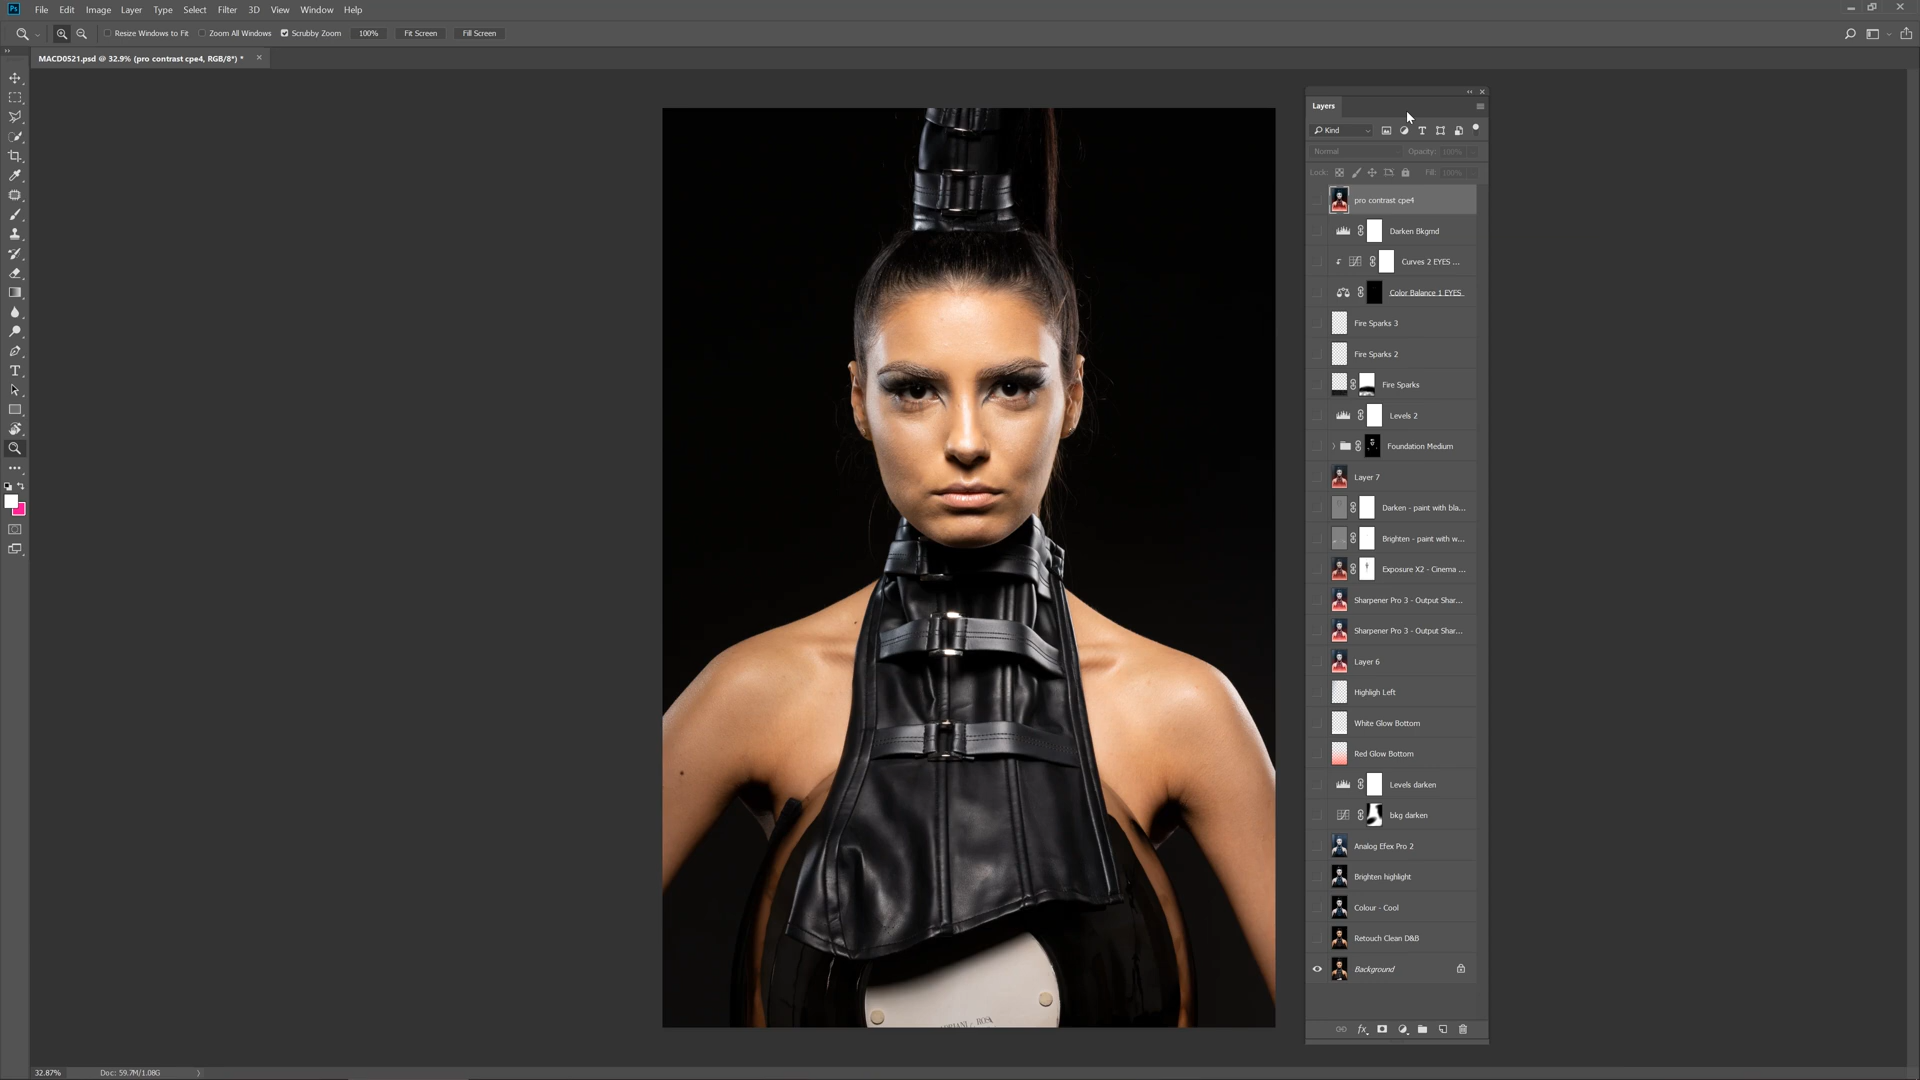 Ps File Edit Image Layer Type Select Filter 3D View Window Help
Resize Windows to Fit Zoom All Windows Scrubby Zoom 100% Fit Screen Fill Screen
MACD0521.psd @ 32.9% (pro contrast cpe4, RGB/8*) *
Layers
Kind
Normal Opacity: 100%
Lock: Fill: 100%
pro contrast cpe4
Darken Bkgrnd
Curves 2 EYES ...
Color Balance 1 EYES
Fire Sparks 3
Fire Sparks 2
Fire Sparks
Levels 2
Foundation Medium
Layer 7
Darken - paint with bla...
Brighten - paint with w...
Exposure X2 - Cinema ...
Sharpener Pro 3 - Output Shar...
Sharpener Pro 3 - Output Shar...
Layer 6
Highligh Left
White Glow Bottom
Red Glow Bottom
Levels darken
bkg darken
Analog Efex Pro 2
Brighten highlight
Colour - Cool
Retouch Clean D&B
Background
fx
32.87% Doc: 59.7M/1.08G